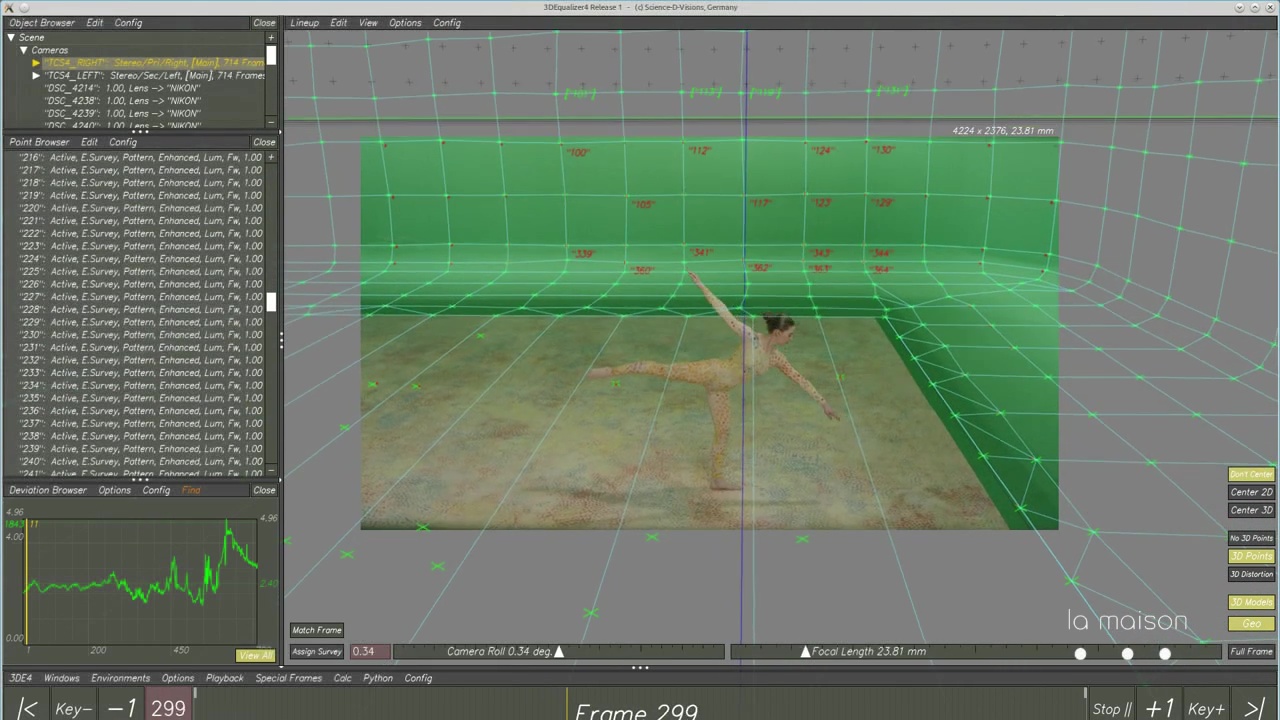 3DEqualizer4 Release 1 - (c) Science-D-Visions, Germany
Object Browser Edit Config Close
Lineup Edit View Options Config
Scene
Cameras
"TCS4_RIGHT": Stereo/Pri/Right, [Main], 714 Fram
"TCS4_LEFT": Stereo/Sec/Left, [Main], 714 Frame
"DSC_4214": 1.00, Lens --> "NIKON"
"DSC_4238": 1.00, Lens --> "NIKON"
"DSC_4239": 1.00, Lens --> "NIKON"
"DSC_4240": 1.00, Lens --> "NIKON"
Point Browser Edit Config Close
"216": Active, E.Survey, Pattern, Enhanced, Lum, Fw, 1.00
"217": Active, E.Survey, Pattern, Enhanced, Lum, Fw, 1.00
"218": Active, E.Survey, Pattern, Enhanced, Lum, Fw, 1.00
"219": Active, E.Survey, Pattern, Enhanced, Lum, Fw, 1.00
"220": Active, E.Survey, Pattern, Enhanced, Lum, Fw, 1.00
"221": Active, E.Survey, Pattern, Enhanced, Lum, Fw, 1.00
"222": Active, E.Survey, Pattern, Enhanced, Lum, Fw, 1.00
"223": Active, E.Survey, Pattern, Enhanced, Lum, Fw, 1.00
"224": Active, E.Survey, Pattern, Enhanced, Lum, Fw, 1.00
"225": Active, E.Survey, Pattern, Enhanced, Lum, Fw, 1.00
"226": Active, E.Survey, Pattern, Enhanced, Lum, Fw, 1.00
"227": Active, E.Survey, Pattern, Enhanced, Lum, Fw, 1.00
"228": Active, E.Survey, Pattern, Enhanced, Lum, Fw, 1.00
"229": Active, E.Survey, Pattern, Enhanced, Lum, Fw, 1.00
"230": Active, E.Survey, Pattern, Enhanced, Lum, Fw, 1.00
"231": Active, E.Survey, Pattern, Enhanced, Lum, Fw, 1.00
"232": Active, E.Survey, Pattern, Enhanced, Lum, Fw, 1.00
"233": Active, E.Survey, Pattern, Enhanced, Lum, Fw, 1.00
"234": Active, E.Survey, Pattern, Enhanced, Lum, Fw, 1.00
"235": Active, E.Survey, Pattern, Enhanced, Lum, Fw, 1.00
"236": Active, E.Survey, Pattern, Enhanced, Lum, Fw, 1.00
"237": Active, E.Survey, Pattern, Enhanced, Lum, Fw, 1.00
"238": Active, E.Survey, Pattern, Enhanced, Lum, Fw, 1.00
"239": Active, E.Survey, Pattern, Enhanced, Lum, Fw, 1.00
"240": Active, E.Survey, Pattern, Enhanced, Lum, Fw, 1.00
"241": Active, E.Survey, Pattern, Enhanced, Lum, Fw, 1.00
Deviation Browser Options Config Find Close
4.96 4.96
1843 11
4.00
2.40
0.00
1 200 450
View All
4224 x 2376, 23.81 mm
"100" "112" "124" "130"
"105" "117" "123" "129"
"339" "341" "343" "344"
"360" "362" "363" "364"
Don't Center
Center 2D
Center 3D
No 3D Points
3D Points
3D Distortion
3D Models
Geo
la maison
Match Frame
Assign Survey 0.34 Camera Roll 0.34 deg. Focal Length 23.81 mm Full Frame
3DE4 Windows Environments Options Playback Special Frames Calc Python Config
|< Key- -1 299 Frame 299 Stop || +1 Key+ >|